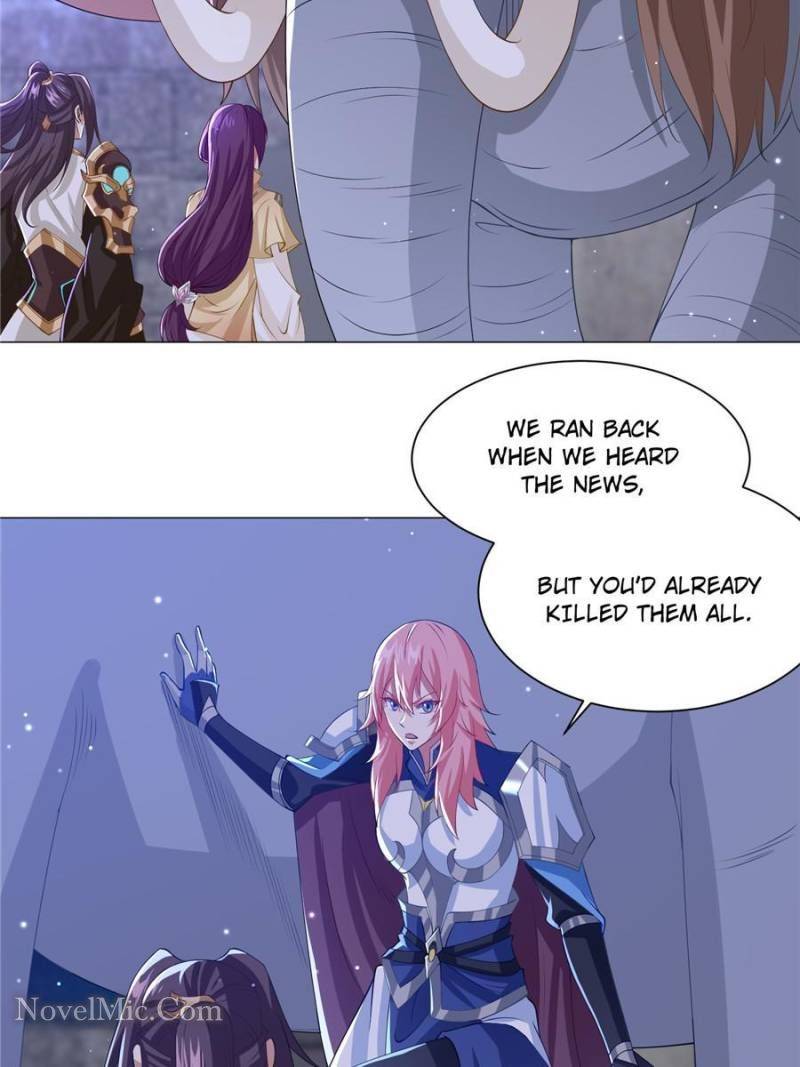 WE RAN BACK
WHEN WE HEARD
THE NEWS,
BUT YOU'D ALREADY
KILLED THEM ALL.
NovelMic.Com